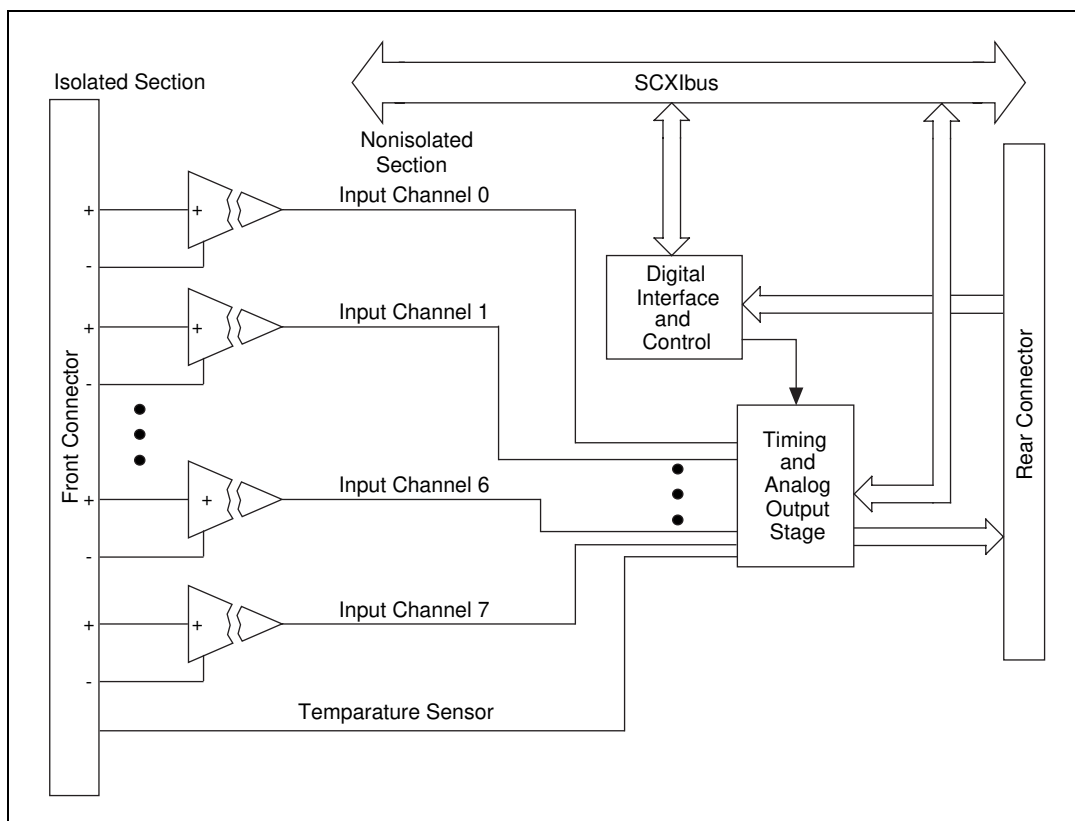 Isolated Section
SCXIbus
Nonisolated
Section
Input Channel 0
+
+
-
Input Channel 1
+
+
-
Input Channel 6
+
+
-
Input Channel 7
+
+
-
Temparature Sensor
Front Connector
Digital
Interface
and
Control
Timing
and
Analog
Output
Stage
Rear Connector